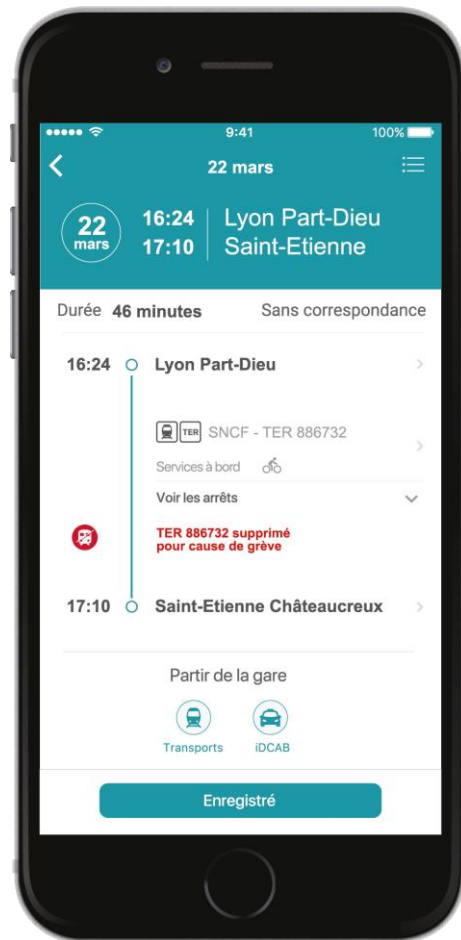 9:41
100%
22 mars
22
mars
16:24 Lyon Part-Dieu
17:10 Saint-Etienne
Durée 46 minutes Sans correspondance
16:24 Lyon Part-Dieu
TER SNCF - TER 886732
Services à bord
Voir les arrêts
TER 886732 supprimé
pour cause de grève
17:10 Saint-Etienne Châteaucreux
Partir de la gare
Transports iDCAB
Enregistré